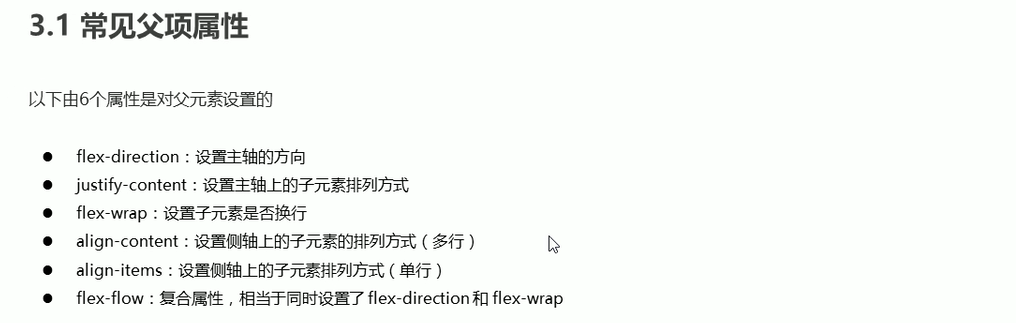 3.1 常见父项属性
以下由6个属性是对父元素设置的
● flex-direction：设置主轴的方向
● justify-content：设置主轴上的子元素排列方式
● flex-wrap：设置子元素是否换行
● align-content：设置侧轴上的子元素的排列方式（多行）
● align-items：设置侧轴上的子元素排列方式（单行）
● flex-flow：复合属性，相当于同时设置了 flex-direction 和 flex-wrap